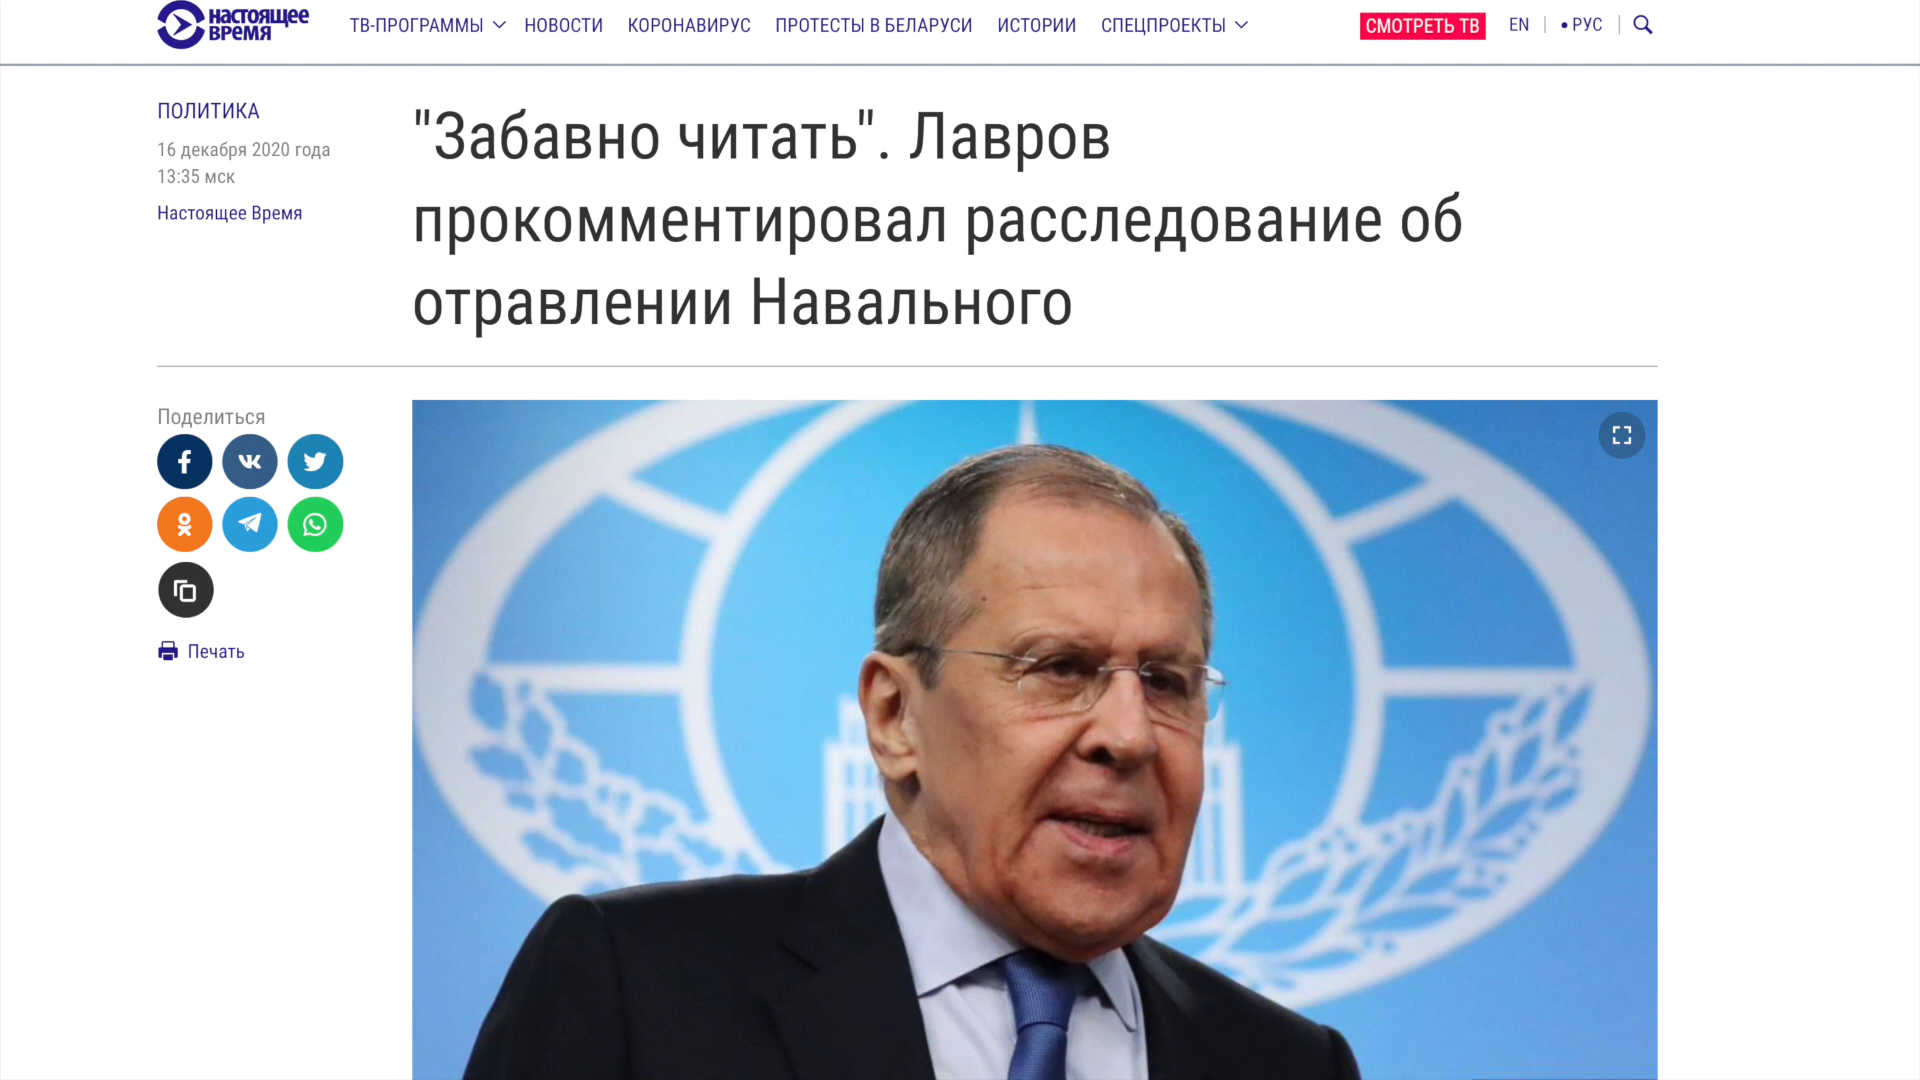 НАСТОЯЩЕЕ
ВРЕМЯ
ТВ-ПРОГРАММЫ НОВОСТИ КОРОНАВИРУС ПРОТЕСТЫ В БЕЛАРУСИ ИСТОРИИ СПЕЦПРОЕКТЫ СМОТРЕТЬ ТВ EN РУС
ПОЛИТИКА
16 декабря 2020 года
13:35 мск
Настоящее Время
"Забавно читать". Лавров
прокомментировал расследование об
отравлении Навального
Поделиться
Печать